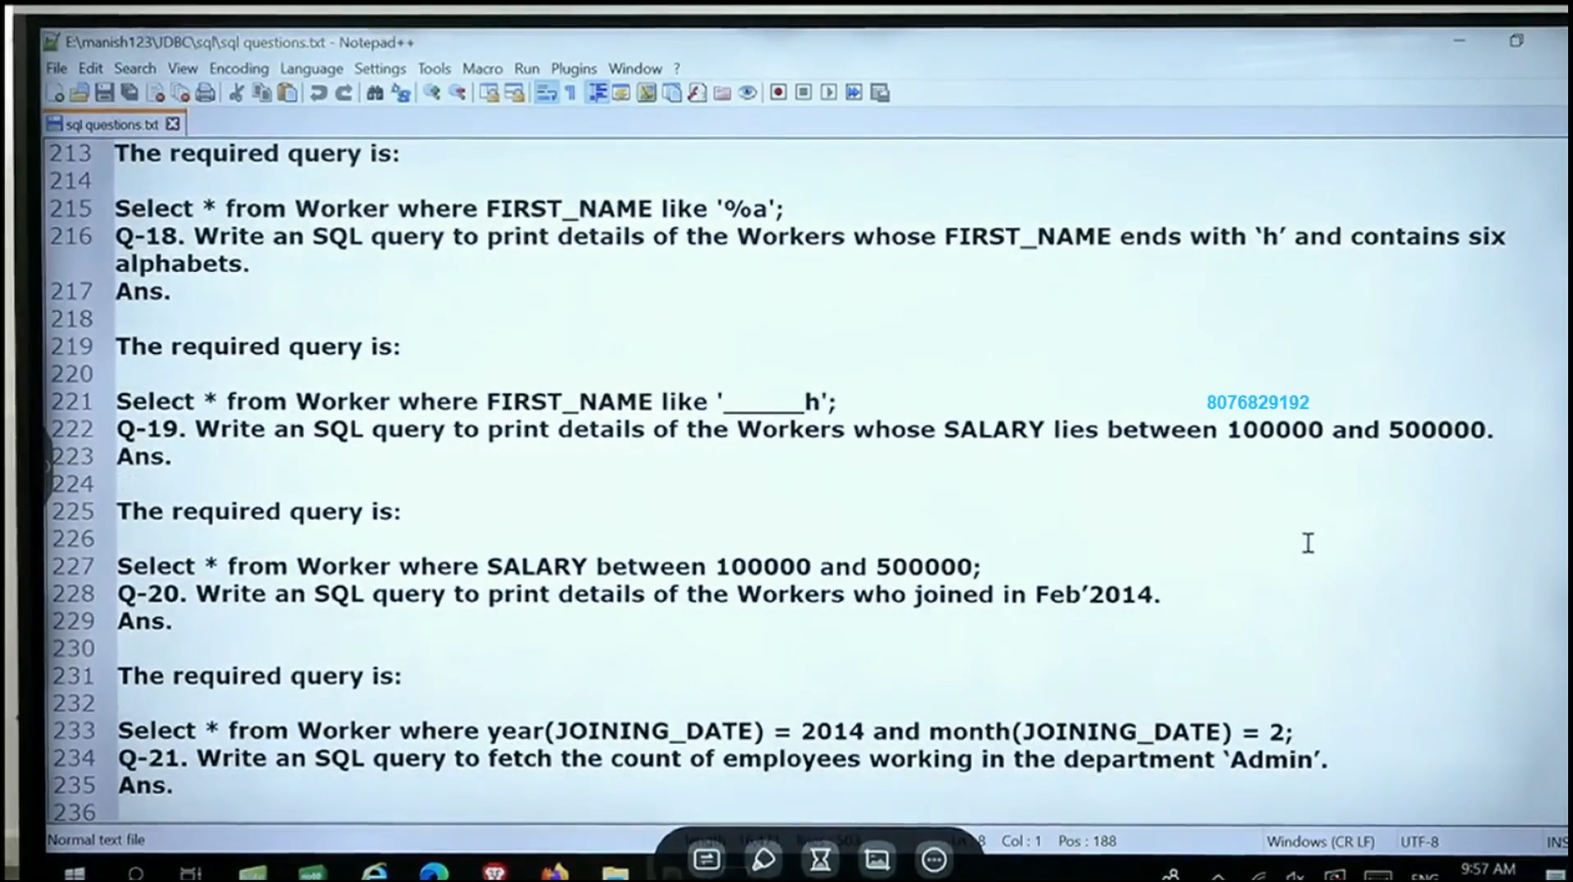 E:\manish123\JDBC\sql\sql questions.txt - Notepad++
File Edit Search View Encoding Language Settings Tools Macro Run Plugins Window ?
sql questions.txt
213 The required query is:
214
215 Select * from Worker where FIRST_NAME like '%a';
216 Q-18. Write an SQL query to print details of the Workers whose FIRST_NAME ends with ‘h’ and contains six
alphabets.
217 Ans.
218
219 The required query is:
220
221 Select * from Worker where FIRST_NAME like '_____h';
8076829192
222 Q-19. Write an SQL query to print details of the Workers whose SALARY lies between 100000 and 500000.
223 Ans.
224
225 The required query is:
226
227 Select * from Worker where SALARY between 100000 and 500000;
228 Q-20. Write an SQL query to print details of the Workers who joined in Feb’2014.
229 Ans.
230
231 The required query is:
232
233 Select * from Worker where year(JOINING_DATE) = 2014 and month(JOINING_DATE) = 2;
234 Q-21. Write an SQL query to fetch the count of employees working in the department ‘Admin’.
235 Ans.
236
Normal text file Col : 1 Pos : 188 Windows (CR LF) UTF-8 INS
ENG 9:57 AM